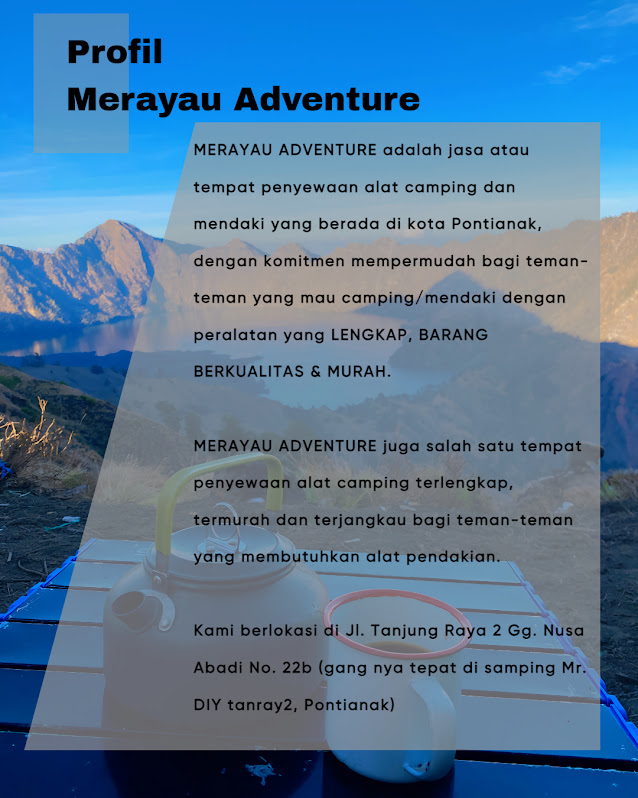 Profil
Merayau Adventure
MERAYAU ADVENTURE adalah jasa atau
tempat penyewaan alat camping dan
mendaki yang berada di kota Pontianak,
dengan komitmen mempermudah bagi teman-
teman yang mau camping/mendaki dengan
peralatan yang LENGKAP, BARANG
BERKUALITAS & MURAH.
MERAYAU ADVENTURE juga salah satu tempat
penyewaan alat camping terlengkap,
termurah dan terjangkau bagi teman-teman
yang membutuhkan alat pendakian.
Kami berlokasi di Jl. Tanjung Raya 2 Gg. Nusa
Abadi No. 22b (gang nya tepat di samping Mr.
DIY tanray2, Pontianak)